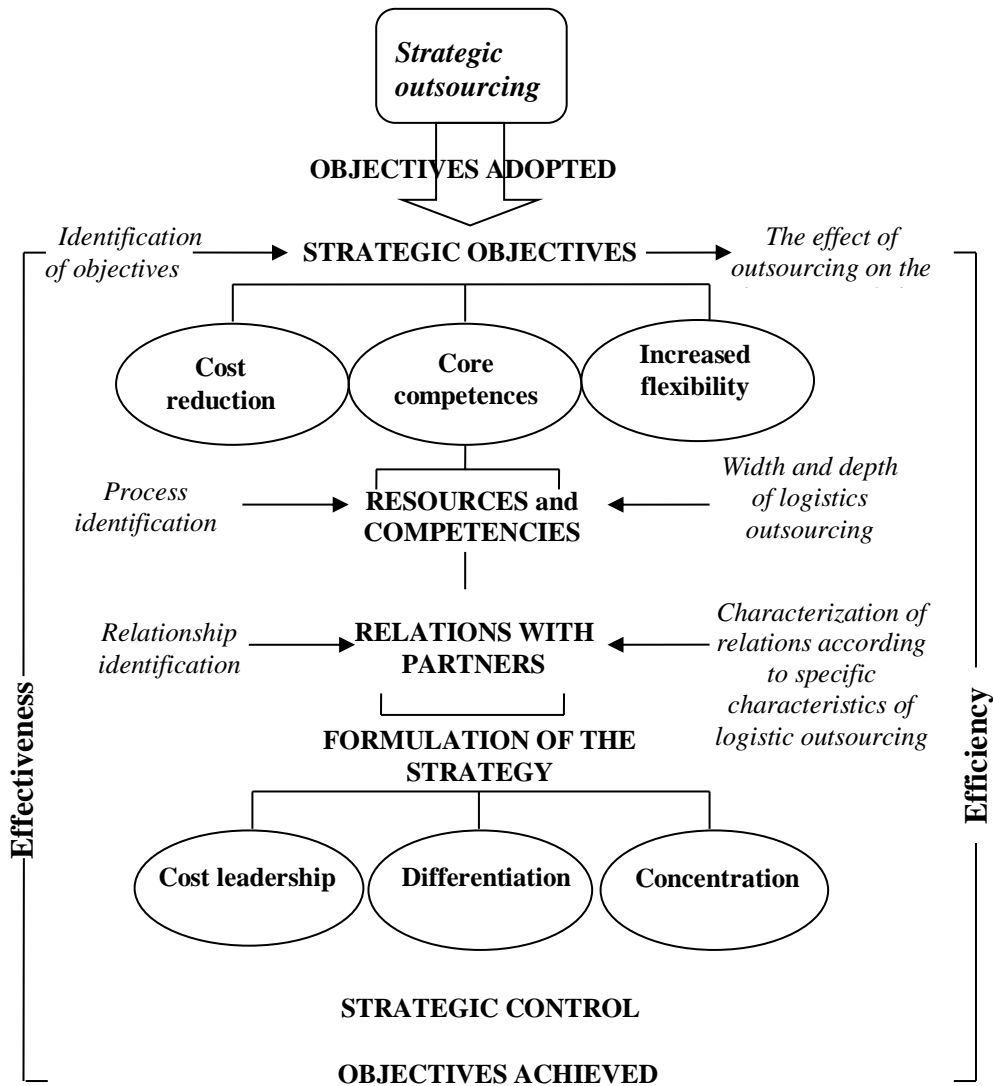 Strategic
outsourcing
OBJECTIVES ADOPTED
Identification
of objectives
STRATEGIC OBJECTIVES
The effect of
outsourcing on the
Cost
reduction
Core
competences
Increased
flexibility
Process
identification
RESOURCES and
COMPETENCIES
Width and depth
of logistics
outsourcing
Relationship
identification
RELATIONS WITH
PARTNERS
Characterization of
relations according
to specific
characteristics of
logistic outsourcing
Effectiveness
Efficiency
FORMULATION OF THE
STRATEGY
Cost leadership
Differentiation
Concentration
STRATEGIC CONTROL
OBJECTIVES ACHIEVED